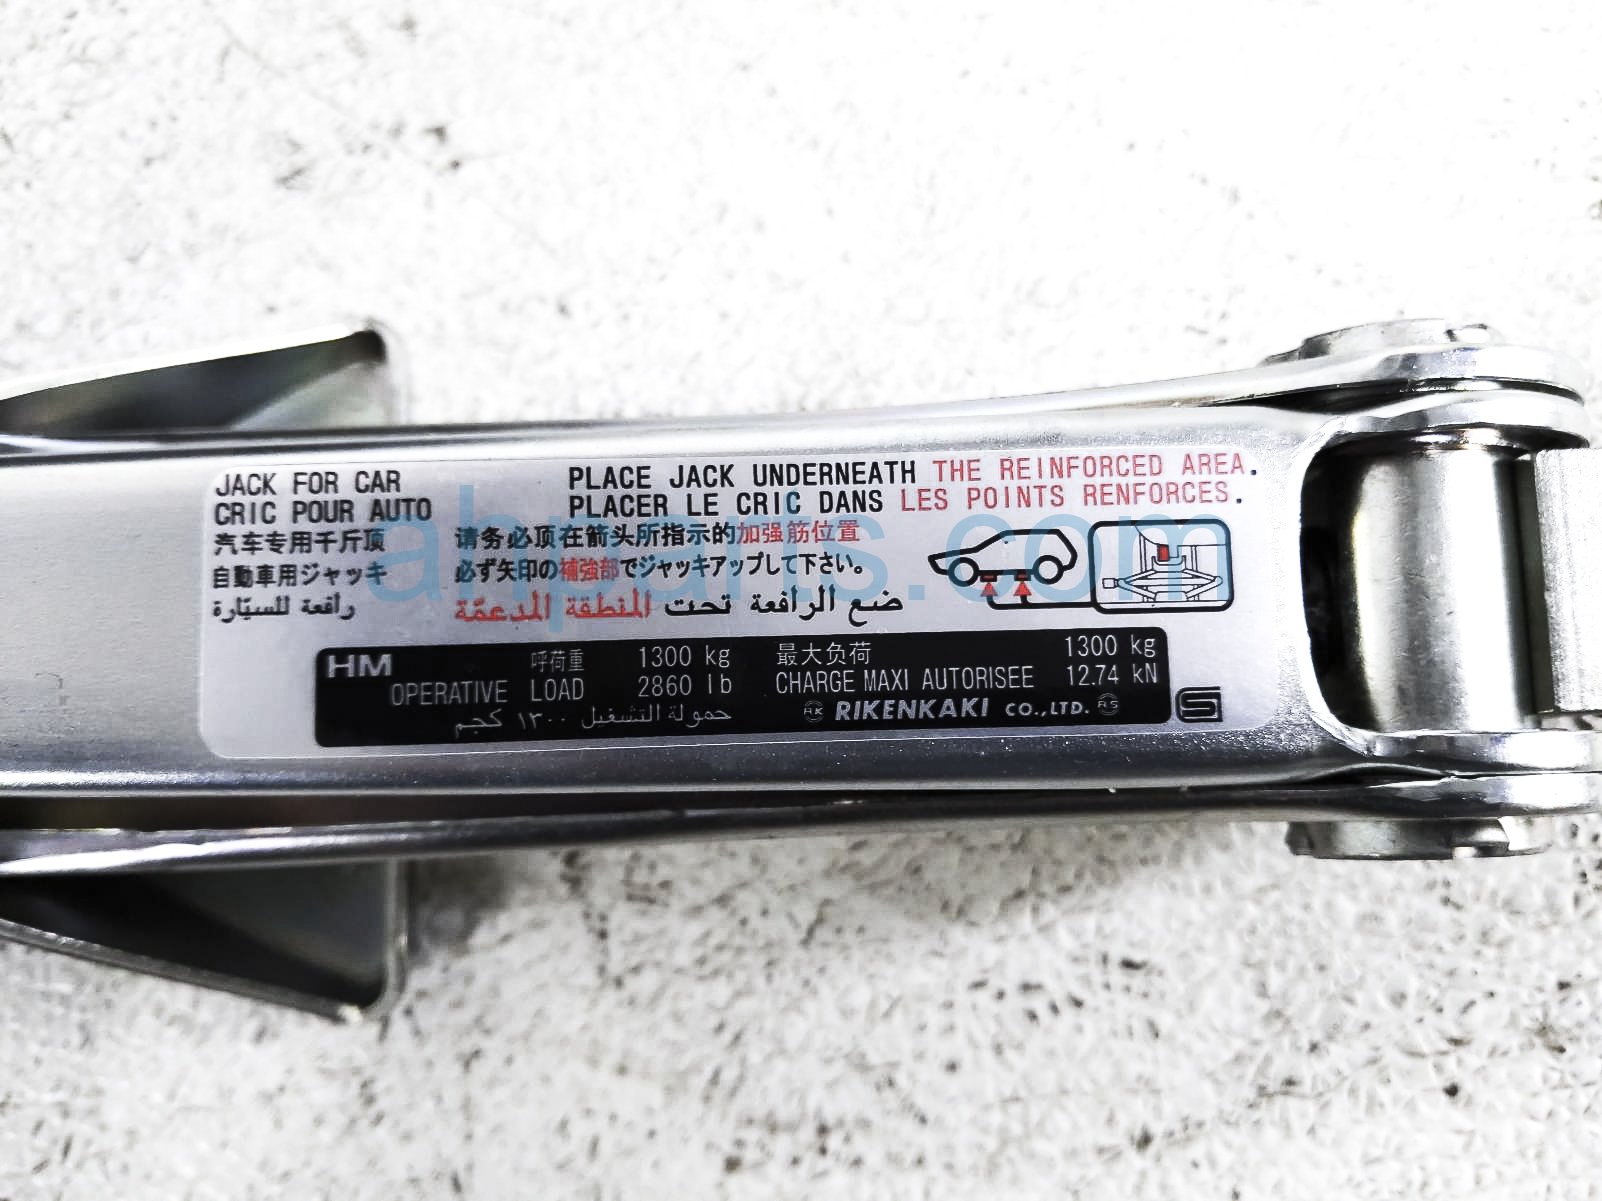 JACK FOR CAR
CRIC POUR AUTO
汽车专用千斤顶
自動車用ジャッキ
رافعة للسيّارة
PLACE JACK UNDERNEATH THE REINFORCED AREA.
PLACER LE CRIC DANS LES POINTS RENFORCES.
请务必顶在箭头所指示的加强筋位置
必ず矢印の補強部でジャッキアップして下さい。
ضع الرافعة تحت المنطقة المدعمّة
HM
呼荷重 1300 kg
OPERATIVE LOAD 2860 lb
حمولة التشغيل ١٣٠٠ كجم
最大负荷 1300 kg
CHARGE MAXI AUTORISEE 12.74 kN
RIKENKAKI CO.,LTD.
ahparts.com